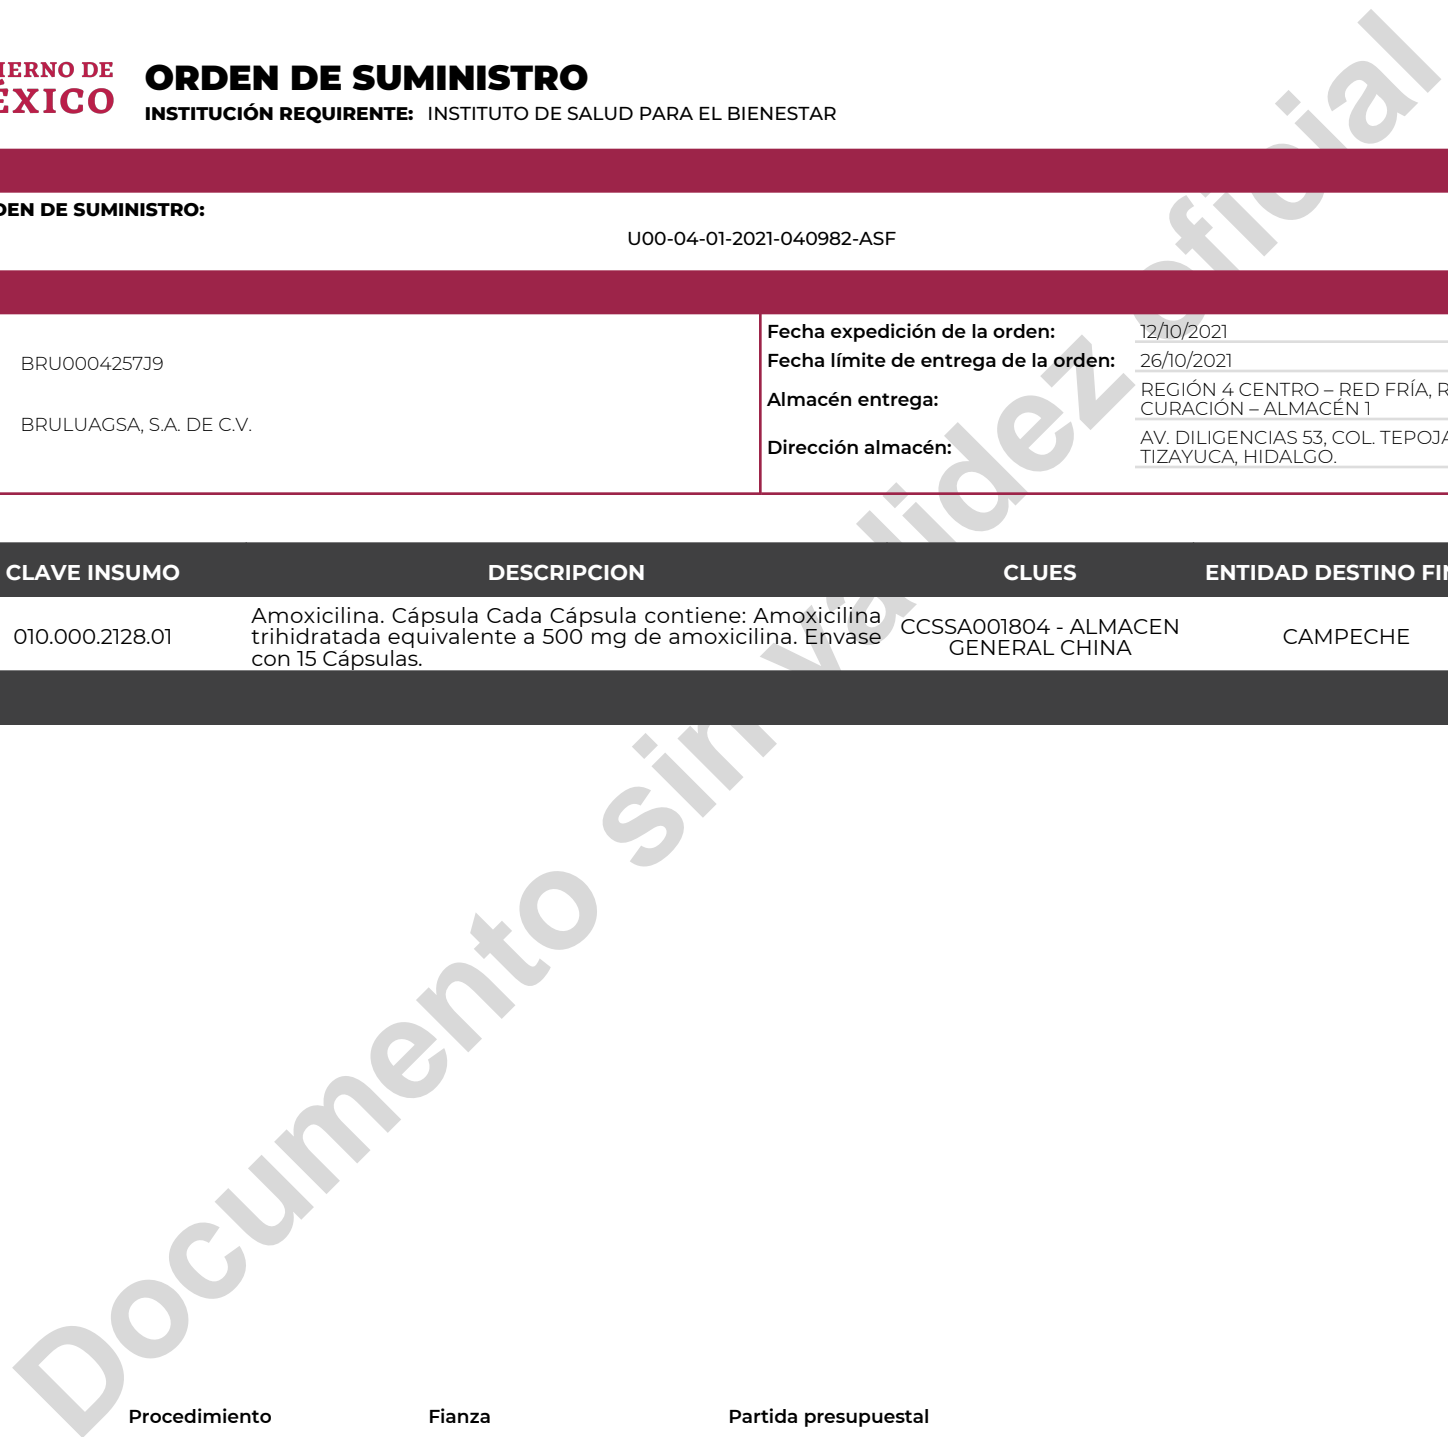 IERNO DE
ÉXICO
ORDEN DE SUMINISTRO
INSTITUCIÓN REQUIRENTE: INSTITUTO DE SALUD PARA EL BIENESTAR
DEN DE SUMINISTRO:
U00-04-01-2021-040982-ASF
BRU0004257J9
BRULUAGSA, S.A. DE C.V.
Fecha expedición de la orden: 12/10/2021
Fecha límite de entrega de la orden: 26/10/2021
Almacén entrega: REGIÓN 4 CENTRO – RED FRÍA, R
CURACIÓN – ALMACÉN 1
Dirección almacén: AV. DILIGENCIAS 53, COL. TEPOJA
TIZAYUCA, HIDALGO.
CLAVE INSUMO DESCRIPCION CLUES ENTIDAD DESTINO FIN
010.000.2128.01
Amoxicilina. Cápsula Cada Cápsula contiene: Amoxicilina
trihidratada equivalente a 500 mg de amoxicilina. Envase
con 15 Cápsulas.
CCSSA001804 - ALMACEN
GENERAL CHINA
CAMPECHE
Documento sin validez oficial
Procedimiento Fianza Partida presupuestal